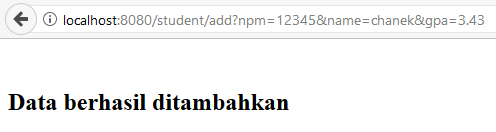 localhost:8080/student/add?npm=12345&name=chanek&gpa=3.43
Data berhasil ditambahkan